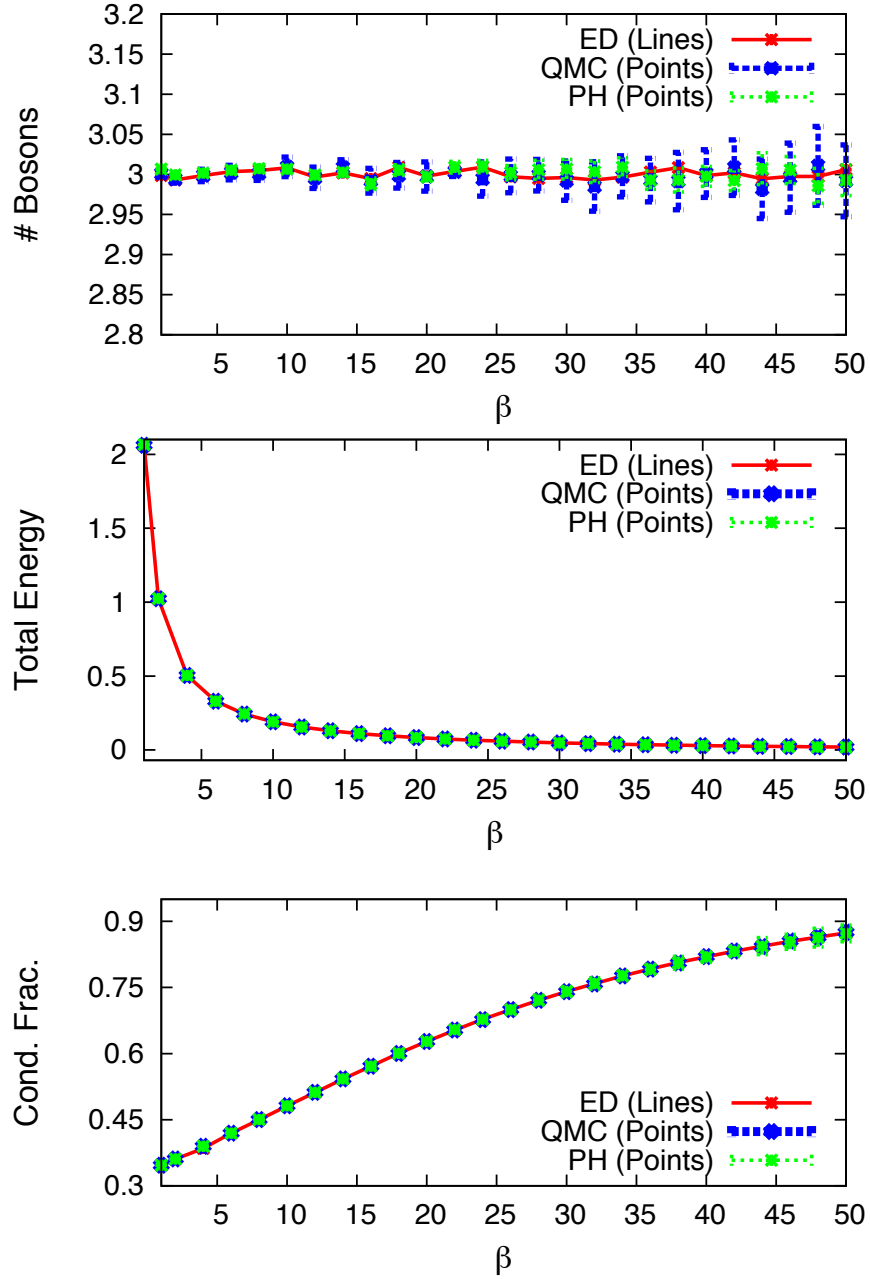 # Bosons
3.2
3.15
3.1
3.05
3
2.95
2.9
2.85
2.8
ED (Lines)
QMC (Points)
PH (Points)
5 10 15 20 25 30 35 40 45 50
β
Total Energy
2
1.5
1
0.5
0
ED (Lines)
QMC (Points)
PH (Points)
5 10 15 20 25 30 35 40 45 50
β
Cond. Frac.
0.9
0.75
0.6
0.45
0.3
ED (Lines)
QMC (Points)
PH (Points)
5 10 15 20 25 30 35 40 45 50
β